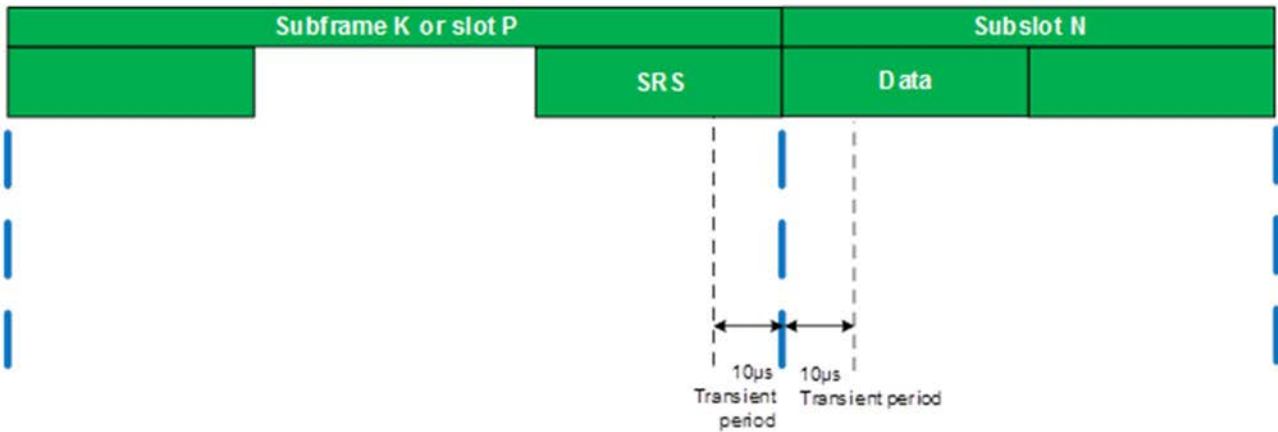 Subframe K or slot P
Subslot N
SRS
Data
10µs
Transient
period
10µs
Transient period